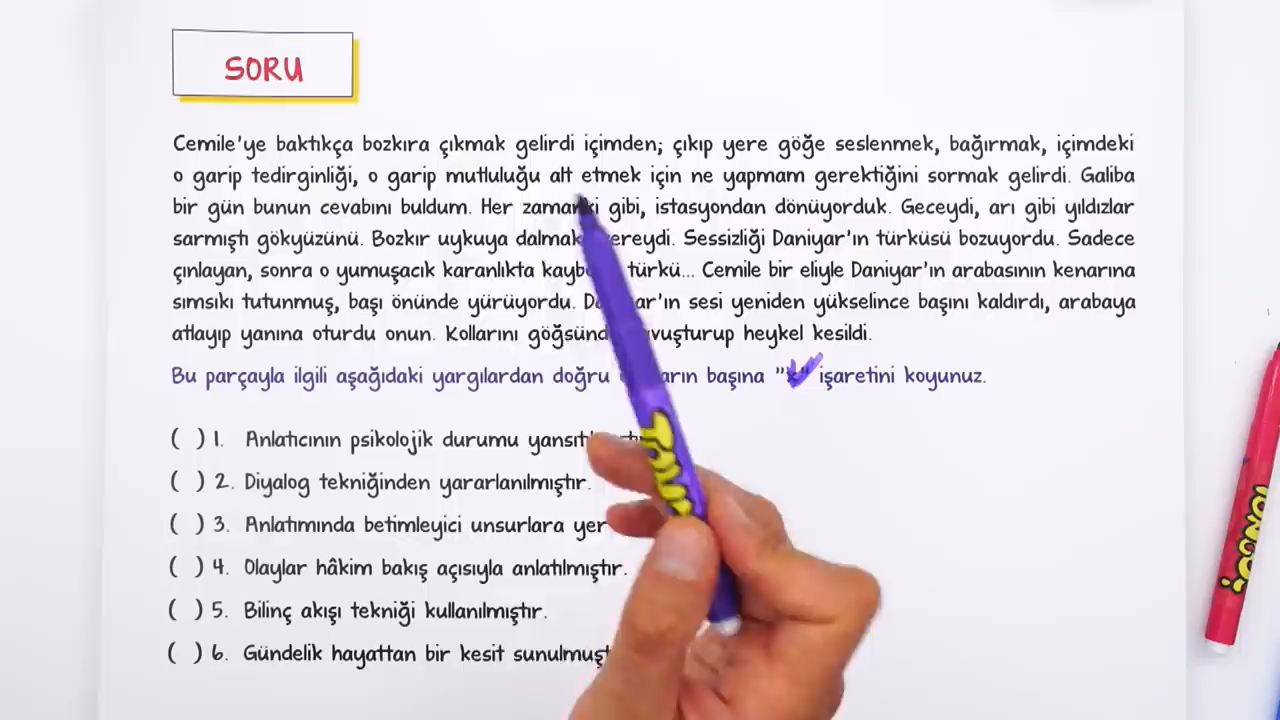 SORU
Cemile'ye baktıkça bozkıra çıkmak gelirdi içimden; çıkıp yere göğe seslenmek, bağırmak, içimdeki
o garip tedirginliği, o garip mutluluğu alt etmek için ne yapmam gerektiğini sormak gelirdi. Galiba
bir gün bunun cevabını buldum. Her zamanki gibi, istasyondan dönüyorduk. Geceydi, arı gibi yıldızlar
sarmıştı gökyüzünü. Bozkır uykuya dalmak üzereydi. Sessizliği Daniyar'ın türküsü bozuyordu. Sadece
çınlayan, sonra o yumuşacık karanlıkta türkü... Cemile bir eliyle Daniyar'ın arabasının kenarına
sımsıkı tutunmuş, başı önünde yürüyordu. Daniyar'ın sesi yeniden yükselince başını kaldırdı, arabaya
atlayıp yanına oturdu onun. Kollarını heykel kesildi.
Bu parçayla ilgili aşağıdaki yargılardan doğru başına "x" işaretini koyunuz.
( ) 1. Anlatıcının psikolojik durumu
( ) 2. Diyalog tekniğinden yararlanılmıştır.
( ) 3. Anlatımında betimleyici unsurlara yer
( ) 4. Olaylar hâkim bakış açısıyla anlatılmıştır.
( ) 5. Bilinç akışı tekniği kullanılmıştır.
( ) 6. Gündelik hayattan bir kesit